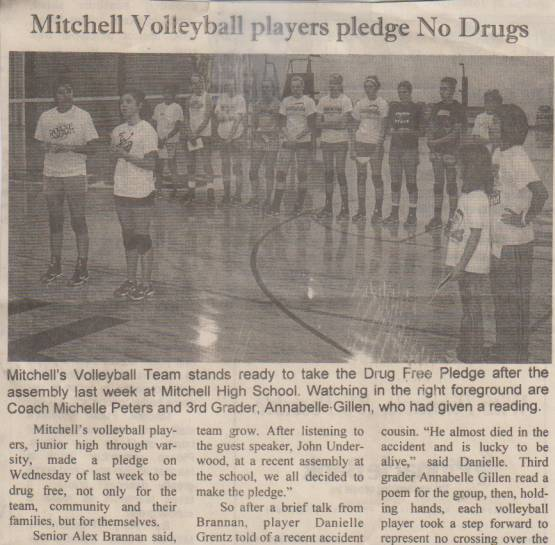 Mitchell Volleyball players pledge No Drugs
Mitchell's Volleyball Team stands ready to take the Drug Free Pledge after the
assembly last week at Mitchell High School. Watching in the right foreground are
Coach Michelle Peters and 3rd Grader, Annabelle Gillen, who had given a reading.
Mitchell's volleyball play-
ers, junior high through var-
sity, made a pledge on
Wednesday of last week to
be drug free, not only for the
team, community and their
families, but for themselves.
Senior Alex Brannan said,
team grow. After listening to
the guest speaker, John Under-
wood, at a recent assembly at
the school, we all decided to
make the pledge."
So after a brief talk from
Brannan, player Danielle
Grentz told of a recent accident
cousin. "He almost died in the
accident and is lucky to be
alive," said Danielle. Third
grader Annabelle Gillen read a
poem for the group, then, hold-
ing hands, each volleyball
player took a step forward to
represent no crossing over the